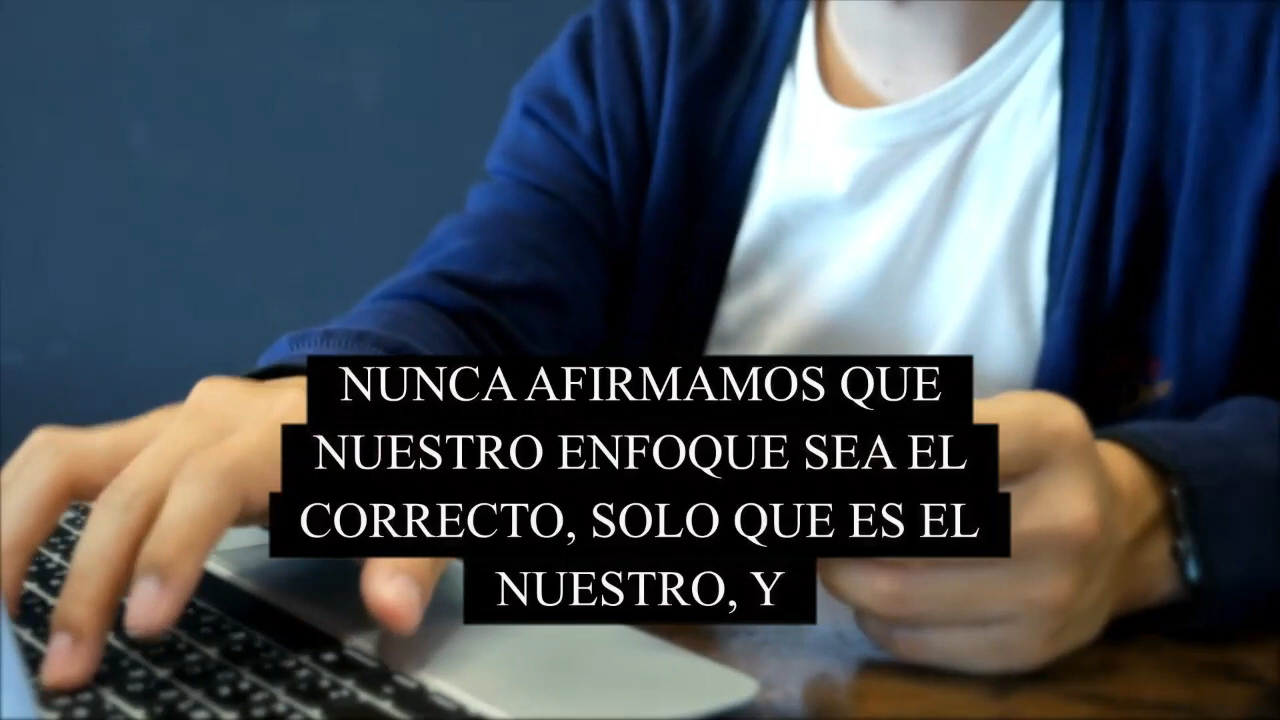 NUNCA AFIRMAMOS QUE
NUESTRO ENFOQUE SEA EL
CORRECTO, SOLO QUE ES EL
NUESTRO, Y